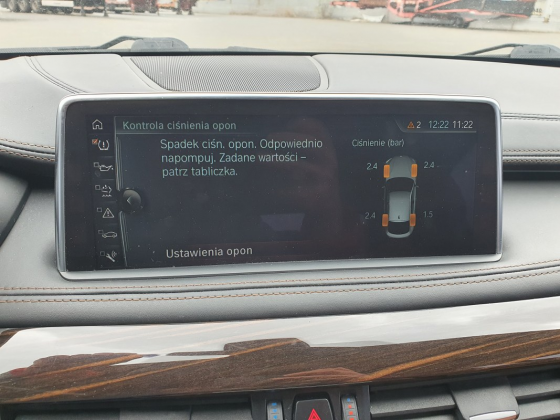 Kontrola ciśnienia opon
2 12:22 11:22
Spadek ciśn. opon. Odpowiednio
napompuj. Zadane wartości –
patrz tabliczka.
Ciśnienie (bar)
2.4 2.4
2.4 1.5
Ustawienia opon